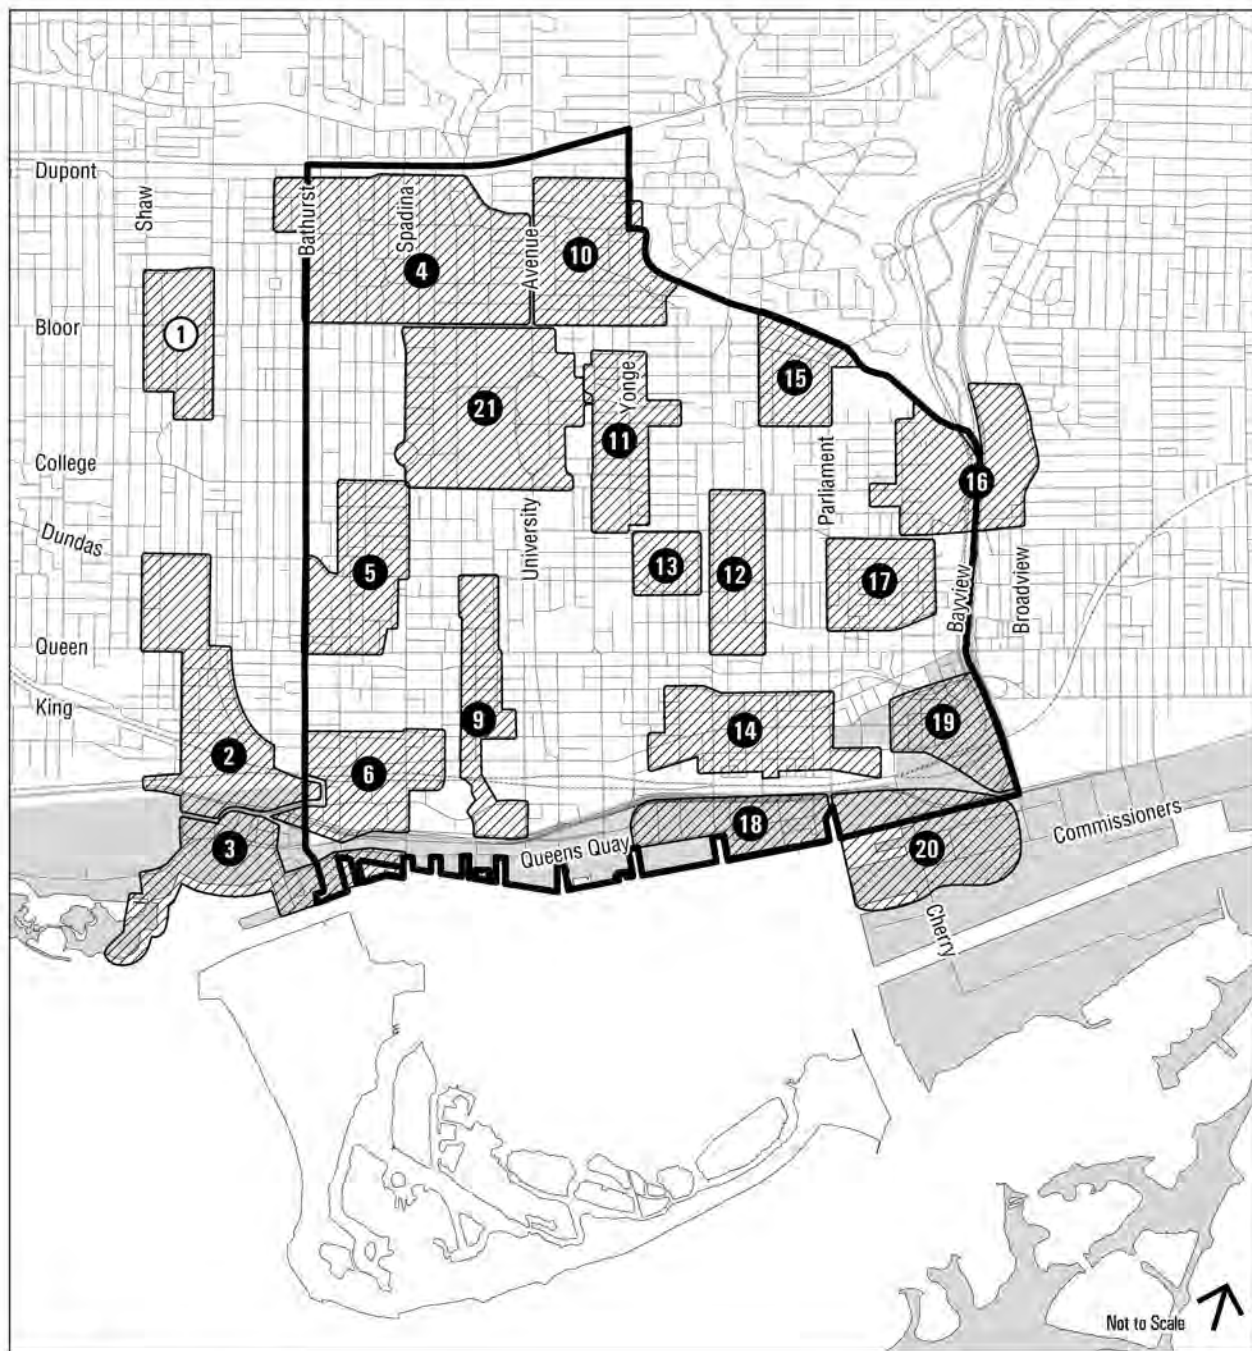 Dupont
Shaw
Bathurst
Spadina
Avenue
4
10
Bloor
1
15
Yonge
21
11
College
Parliament
16
Dundas
University
5
13
12
17
Bayview
Broadview
Queen
King
2
6
9
14
19
3
Queens Quay
18
20
Commissioners
Cherry
Not to Scale